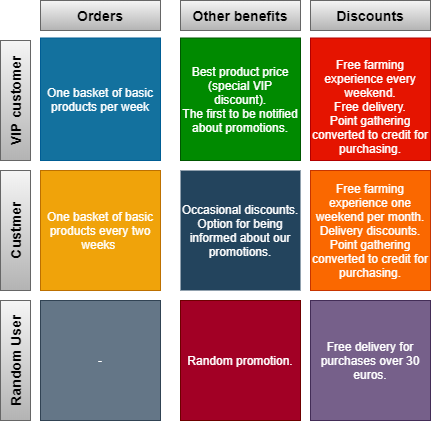 Orders
Other benefits
Discounts
VIP customer
One basket of basic
products per week
Best product price
(special VIP
discount).
The first to be notified
about promotions.
Free farming
experience every
weekend.
Free delivery.
Point gathering
converted to credit for
purchasing.
Custmer
One basket of basic
products every two
weeks
Occasional discounts.
Option for being
informed about our
promotions.
Free farming
experience one
weekend per month.
Delivery discounts.
Point gathering
converted to credit for
purchasing.
Random User
-
Random promotion.
Free delivery for
purchases over 30
euros.